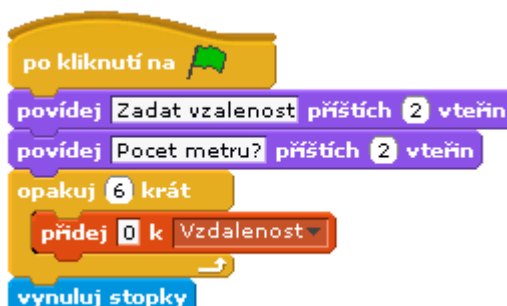 po kliknutí na
povídej Zadat vzalenost příštích 2 vteřin
povídej Pocet metru? příštích 2 vteřin
opakuj 6 krát
přidej 0 k Vzdalenost
vynuluj stopky